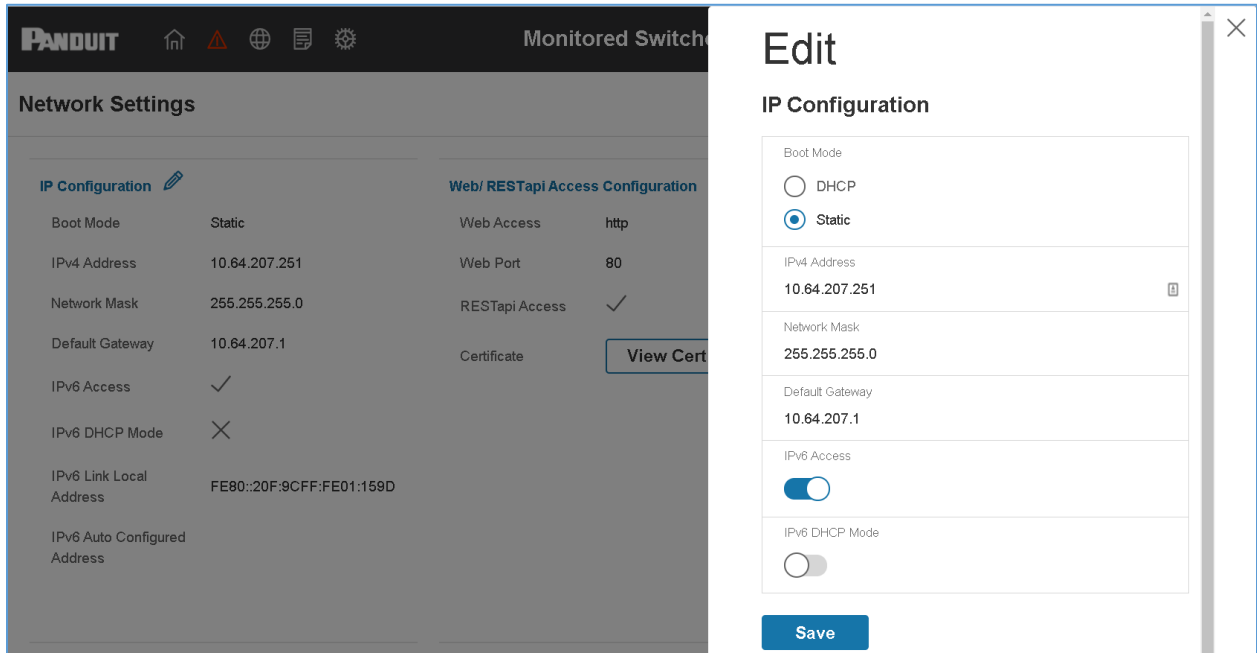 PANDUIT
Monitored Switche
Network Settings
IP Configuration
Boot Mode Static
IPv4 Address 10.64.207.251
Network Mask 255.255.255.0
Default Gateway 10.64.207.1
IPv6 Access
IPv6 DHCP Mode
IPv6 Link Local
Address
FE80::20F:9CFF:FE01:159D
IPv6 Auto Configured
Address
Web/ RESTapi Access Configuration
Web Access http
Web Port 80
RESTapi Access
Certificate View Cert
Edit
IP Configuration
Boot Mode
DHCP
Static
IPv4 Address
10.64.207.251
Network Mask
255.255.255.0
Default Gateway
10.64.207.1
IPv6 Access
IPv6 DHCP Mode
Save